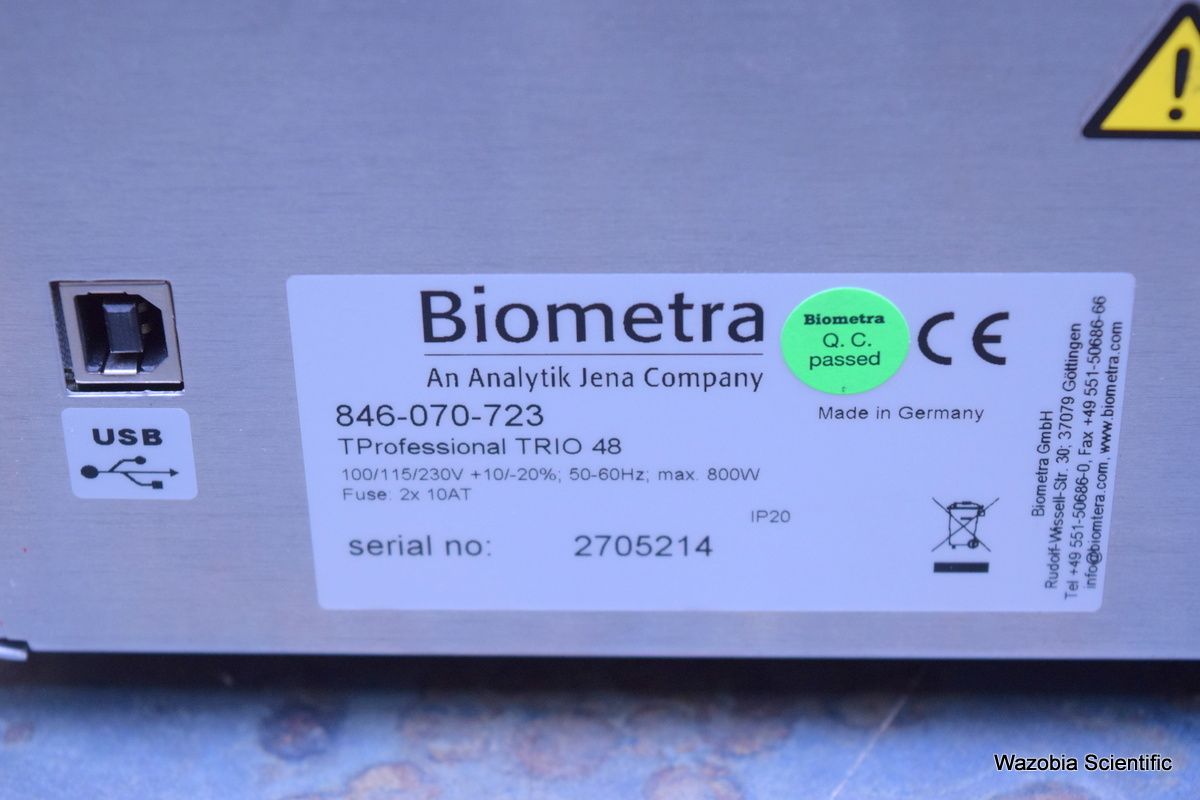 USB
Biometra
An Analytik Jena Company
846-070-723
TProfessional TRIO 48
100/115/230V +10/-20%; 50-60Hz; max. 800W
Fuse: 2x 10AT
IP20
serial no: 2705214
Biometra
Q. C.
passed
CE
Made in Germany
Biometra GmbH
Rudolf-Wissell-Str. 30; 37079 Göttingen
Tel +49 551-50686-0, Fax +49 551-50686-66
info@biomtera.com, www.biometra.com
Wazobia Scientific